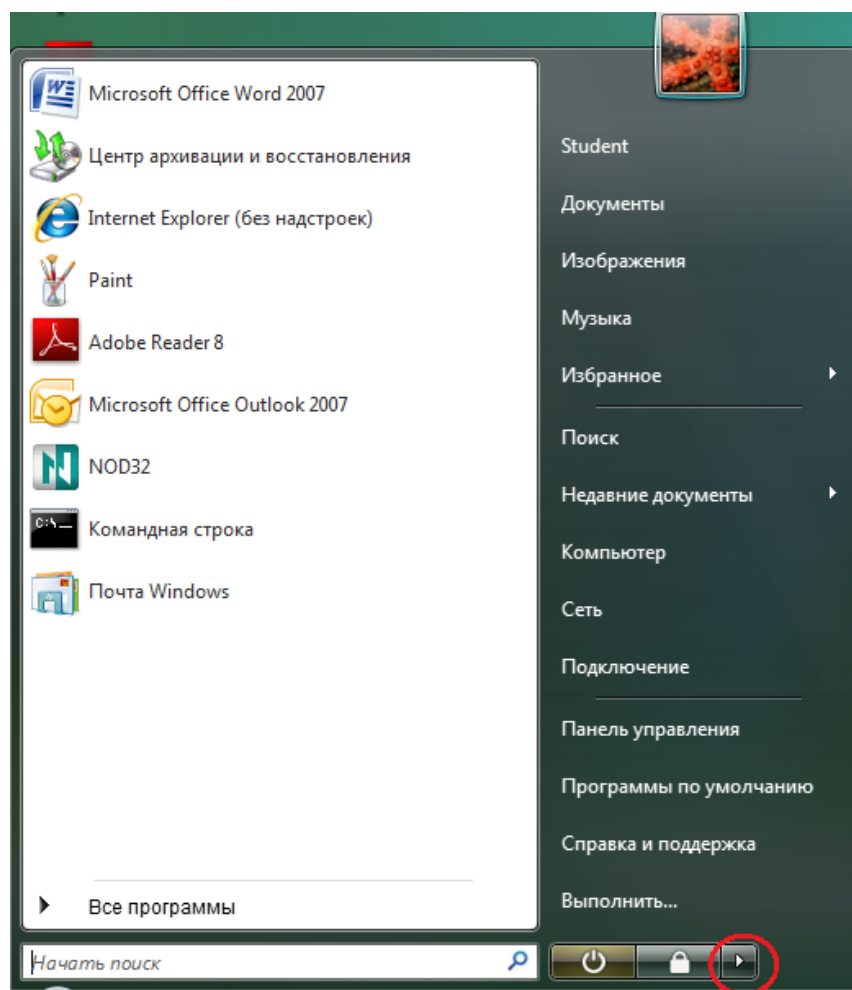 Microsoft Office Word 2007
Центр архивации и восстановления
Internet Explorer (без надстроек)
Paint
Adobe Reader 8
Microsoft Office Outlook 2007
NOD32
Командная строка
Почта Windows
Все программы
Начать поиск
Student
Документы
Изображения
Музыка
Избранное
Поиск
Недавние документы
Компьютер
Сеть
Подключение
Панель управления
Программы по умолчанию
Справка и поддержка
Выполнить...